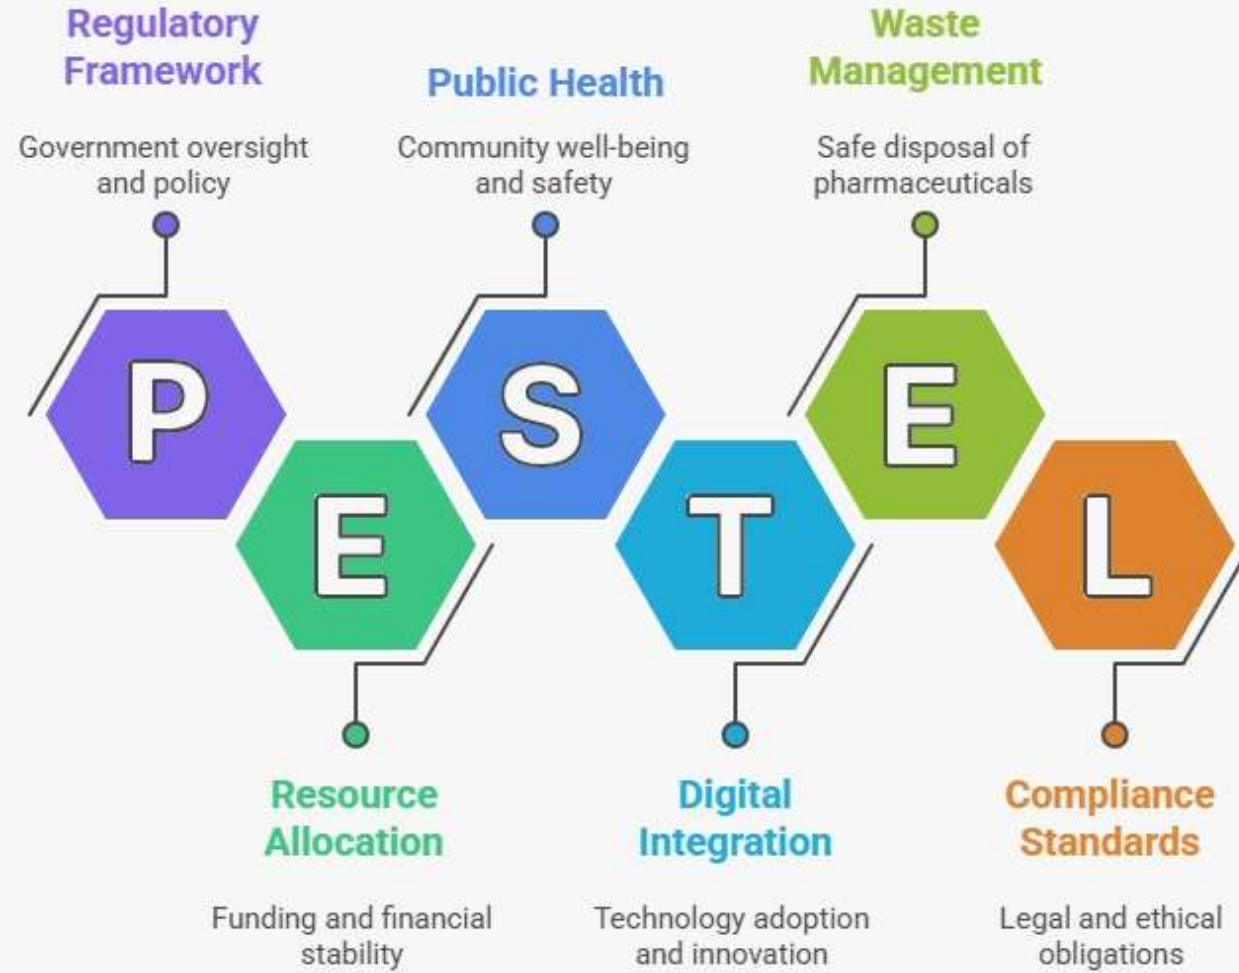 Regulatory
Framework
Government oversight
and policy
Public Health
Community well-being
and safety
Waste
Management
Safe disposal of
pharmaceuticals
P
E
S
T
E
L
Resource
Allocation
Funding and financial
stability
Digital
Integration
Technology adoption
and innovation
Compliance
Standards
Legal and ethical
obligations